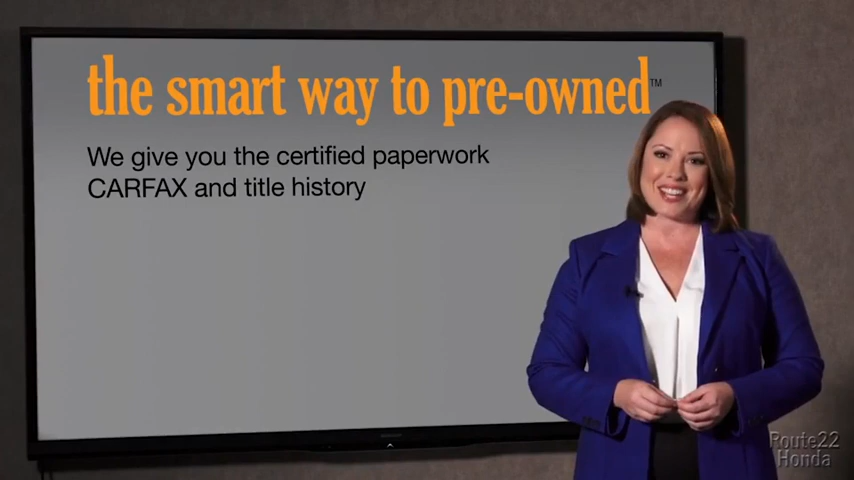 the smart way to pre-owned™
We give you the certified paperwork
CARFAX and title history
Route22
Honda